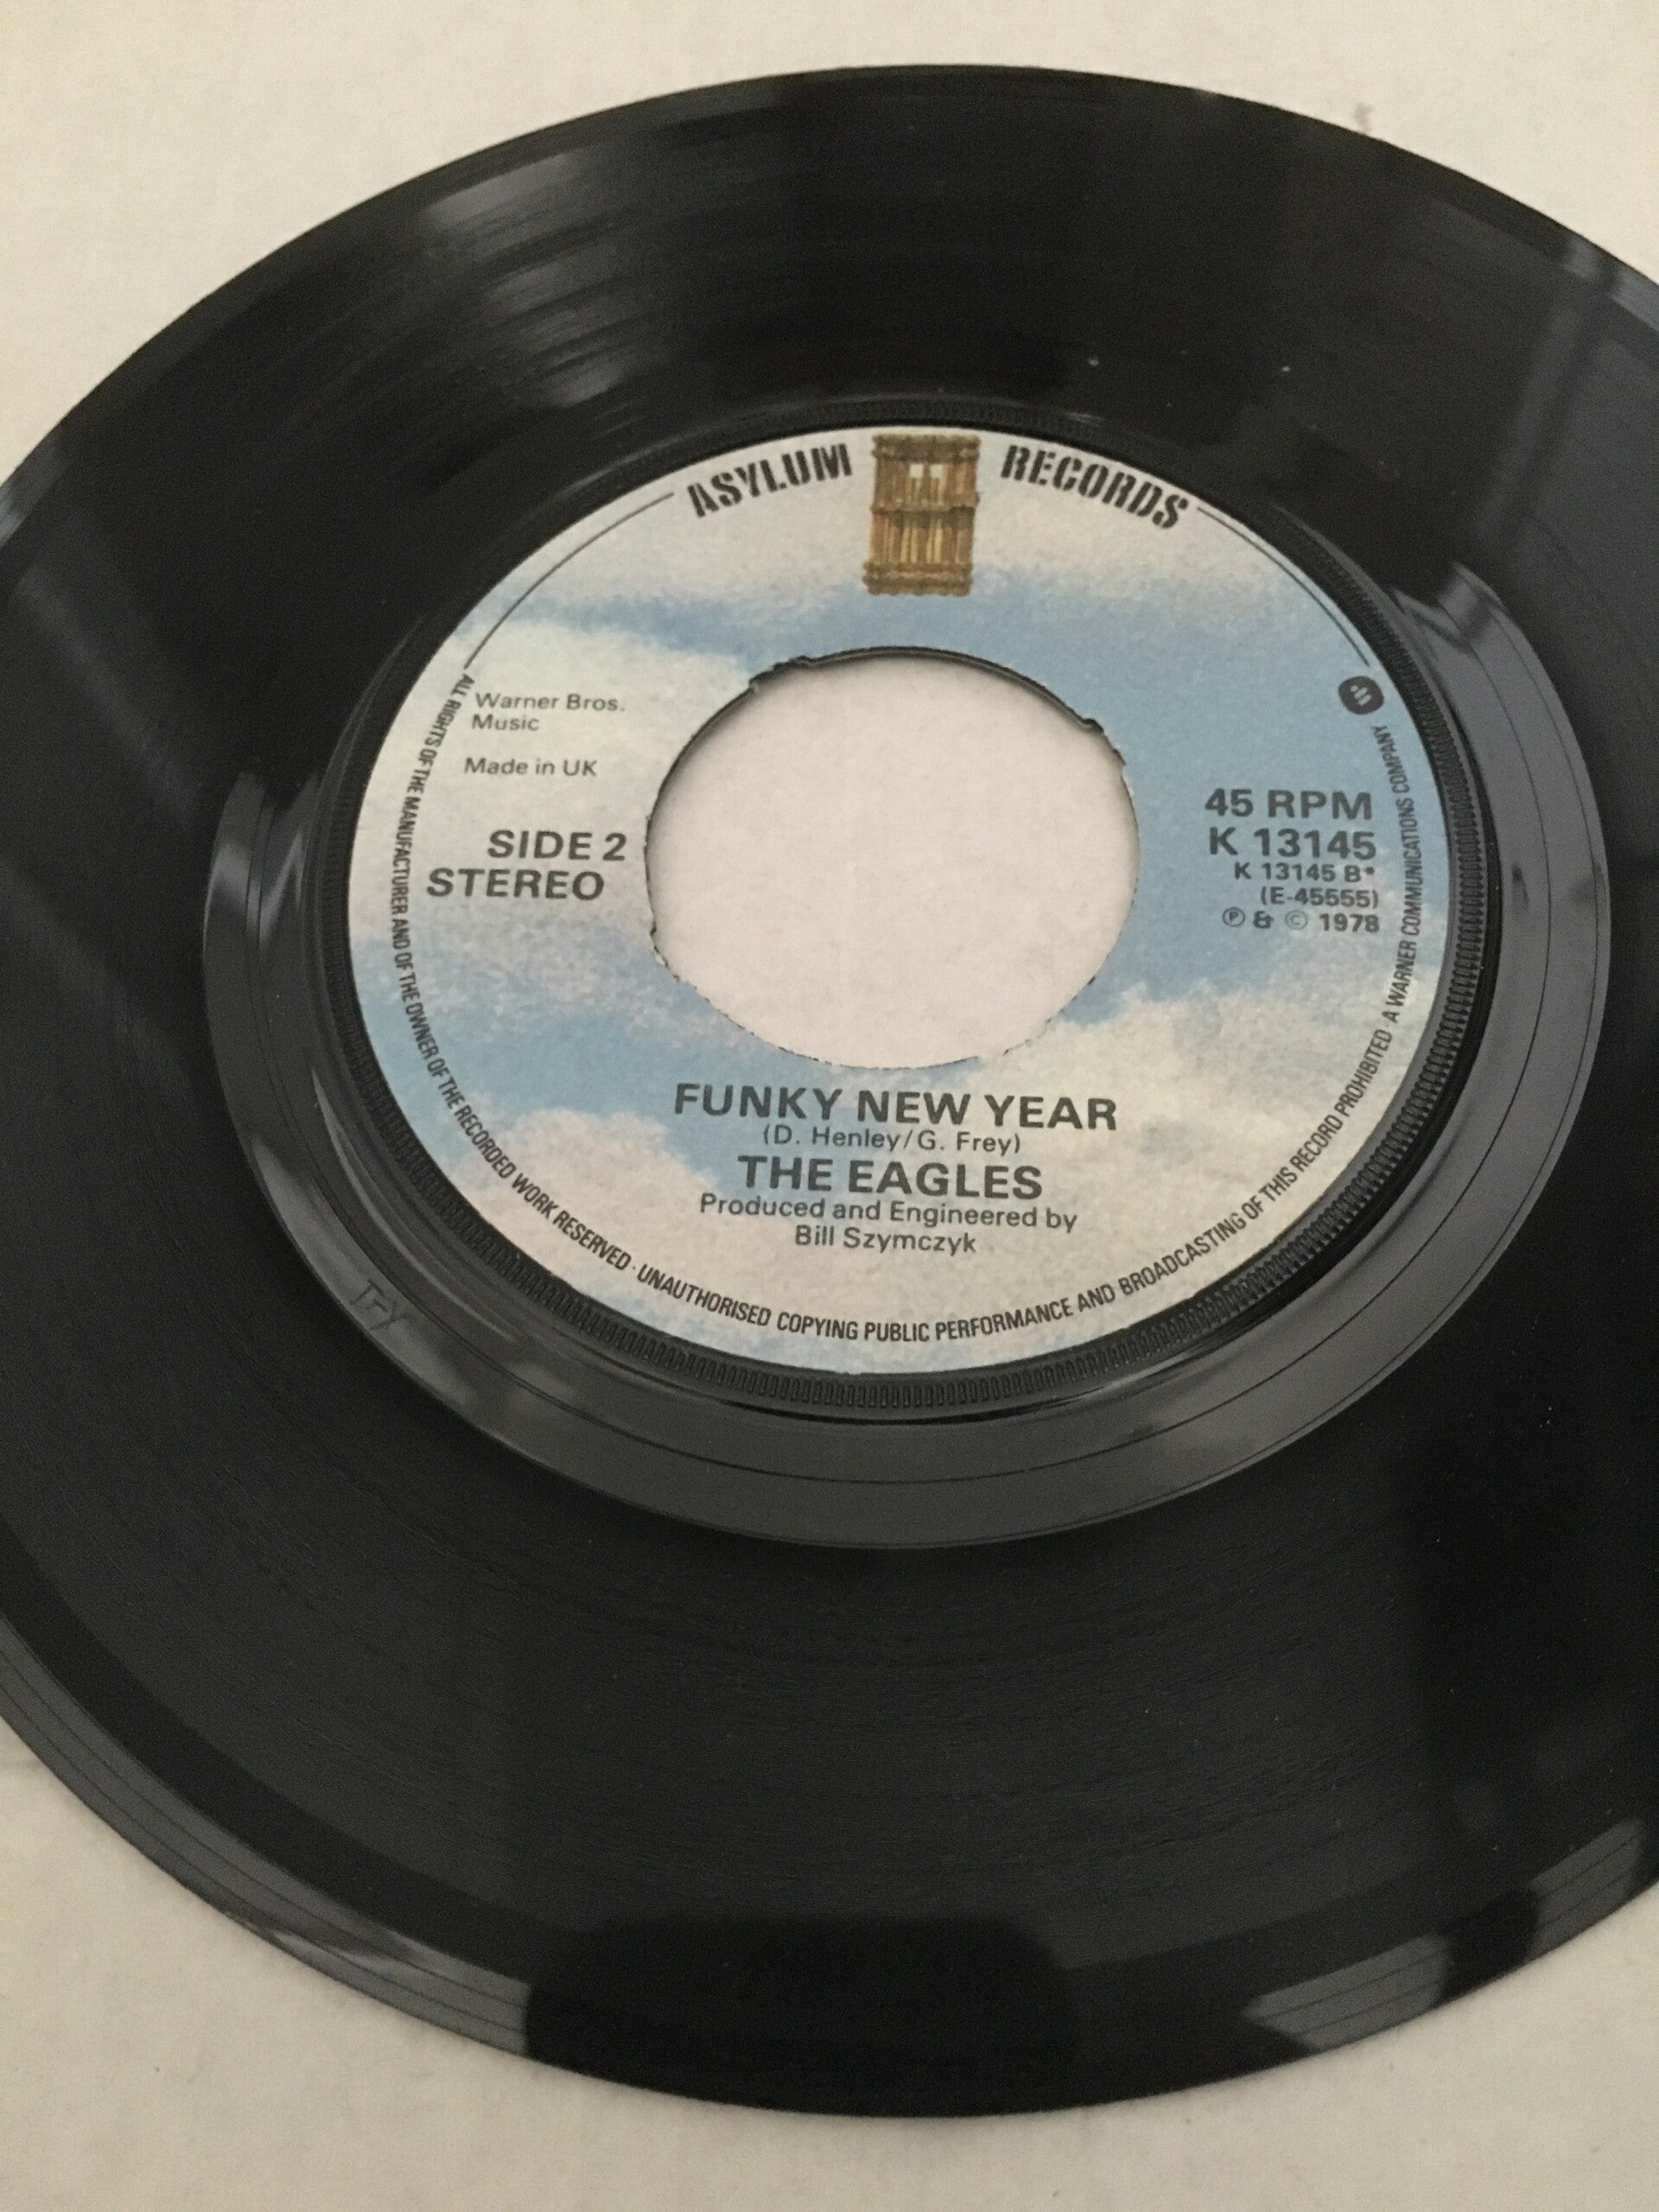 ASYLUM RECORDS
Warner Bros.
Music
Made in UK
SIDE 2
STEREO
45 RPM
K 13145
K 13145 B*
(E-45555)
Ⓟ & © 1978
FUNKY NEW YEAR
(D. Henley/G. Frey)
THE EAGLES
Produced and Engineered by
Bill Szymczyk
ALL RIGHTS OF THE MANUFACTURER AND OF THE OWNER OF THE RECORDED WORK RESERVED · UNAUTHORISED COPYING PUBLIC PERFORMANCE AND BROADCASTING OF THIS RECORD PROHIBITED · A WARNER COMMUNICATIONS COMPANY